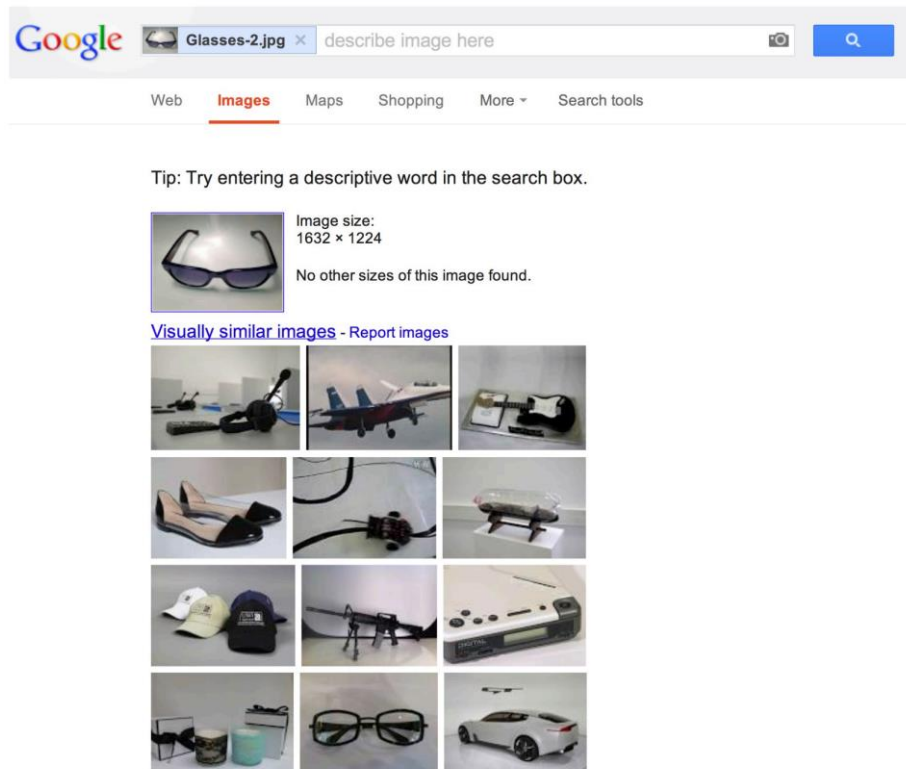 Google Glasses-2.jpg × describe image here
Web Images Maps Shopping More Search tools
Tip: Try entering a descriptive word in the search box.
Image size:
1632 × 1224
No other sizes of this image found.
Visually similar images - Report images
DIGITAL